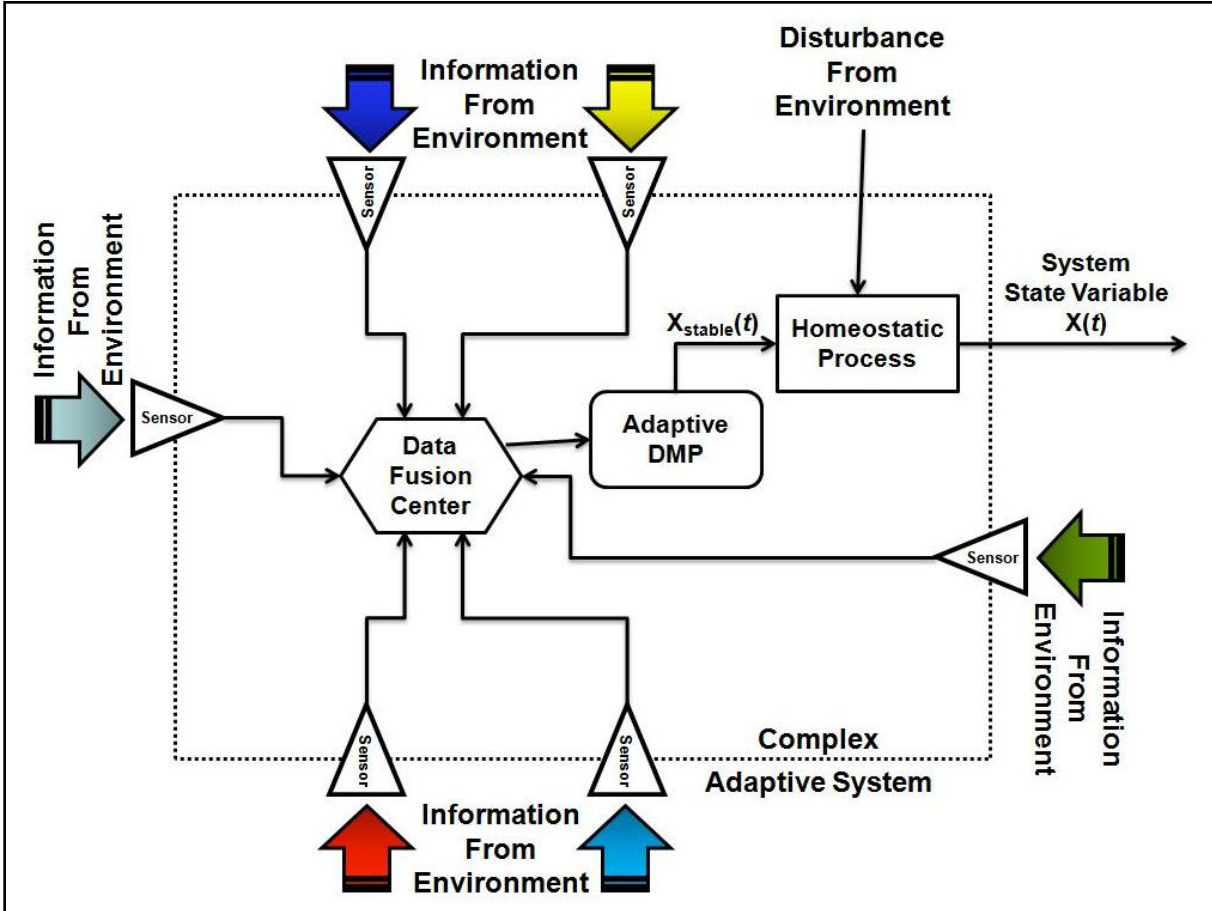 Information
From
Environment
Disturbance
From
Environment
Sensor
Sensor
Information
From
Environment
Sensor
System
State Variable
X(t)
Xstable(t)
Homeostatic
Process
Adaptive
DMP
Data
Fusion
Center
Sensor
Information
From
Environment
Sensor
Sensor
Complex
Adaptive System
Information
From
Environment